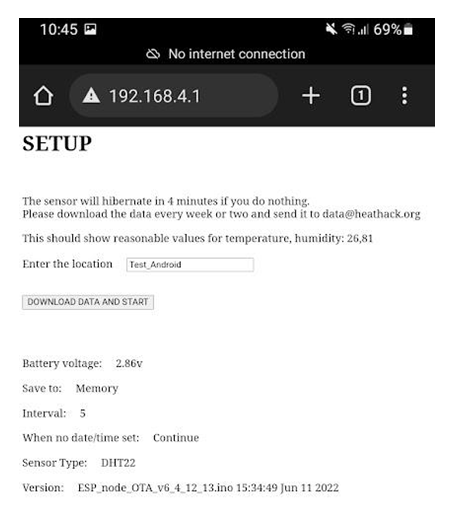 10:45 69%
No internet connection
192.168.4.1 1
SETUP
The sensor will hibernate in 4 minutes if you do nothing.
Please download the data every week or two and send it to data@heathack.org
This should show reasonable values for temperature, humidity: 26,81
Enter the location Test_Android
DOWNLOAD DATA AND START
Battery voltage: 2.86v
Save to: Memory
Interval: 5
When no date/time set: Continue
Sensor Type: DHT22
Version: ESP_node_OTA_v6_4_12_13.ino 15:34:49 Jun 11 2022